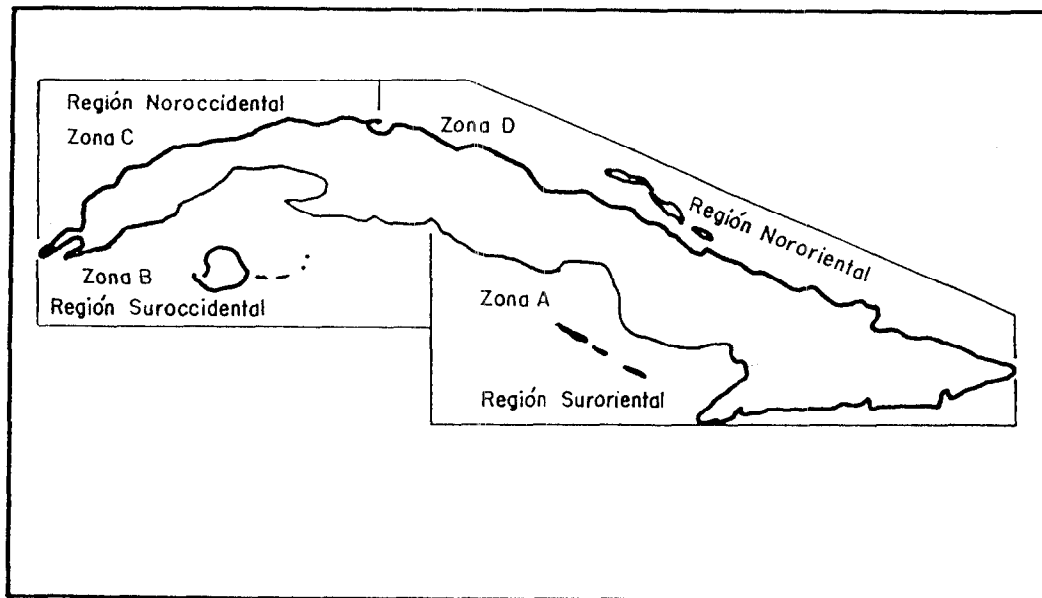 Región Noroccidental
Zona C
Zona D
Región Nororiental
Zona B
Región Suroccidental
Zona A
Región Suroriental